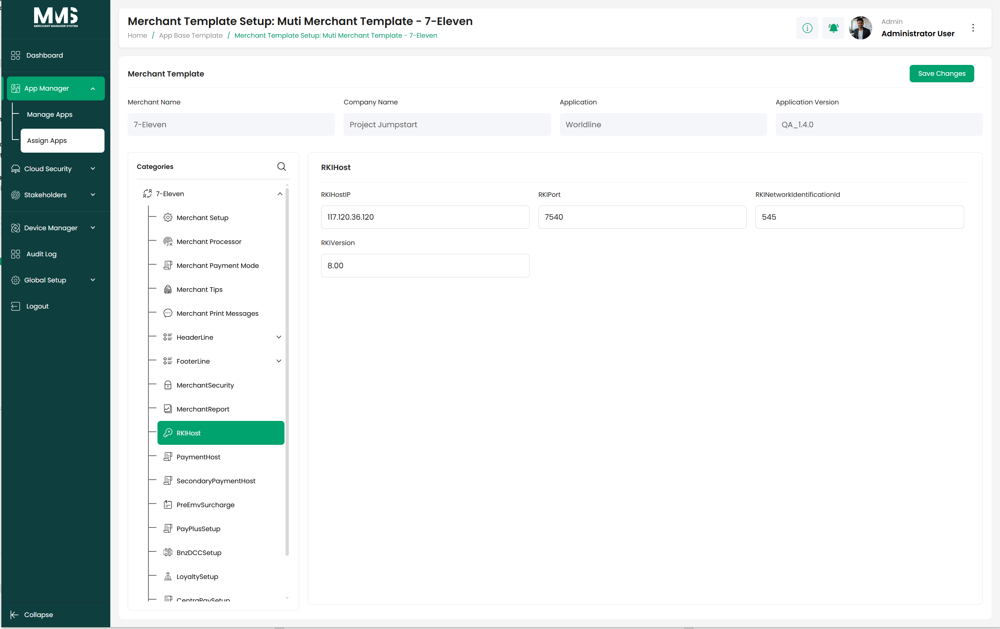 MMS
MERCHANT MANAGER SYSTEM
Dashboard
App Manager
Manage Apps
Assign Apps
Cloud Security
Stakeholders
Device Manager
Audit Log
Global Setup
Logout
Collapse
Merchant Template Setup: Muti Merchant Template - 7-Eleven
Home / App Base Template / Merchant Template Setup: Muti Merchant Template - 7-Eleven
Admin
Administrator User
Merchant Template
Save Changes
Merchant Name
Company Name
Application
Application Version
7-Eleven
Project Jumpstart
Worldline
QA_1.4.0
Categories
7-Eleven
Merchant Setup
Merchant Processor
Merchant Payment Mode
Merchant Tips
Merchant Print Messages
HeaderLine
FooterLine
MerchantSecurity
MerchantReport
RKIHost
PaymentHost
SecondaryPaymentHost
PreEmvSurcharge
PayPlusSetup
BnzDCCSetup
LoyaltySetup
CentraPaySetup
RKIHost
RKIHostIP
RKIPort
RKINetworkIdentificationId
117.120.36.120
7540
545
RKIVersion
8.00